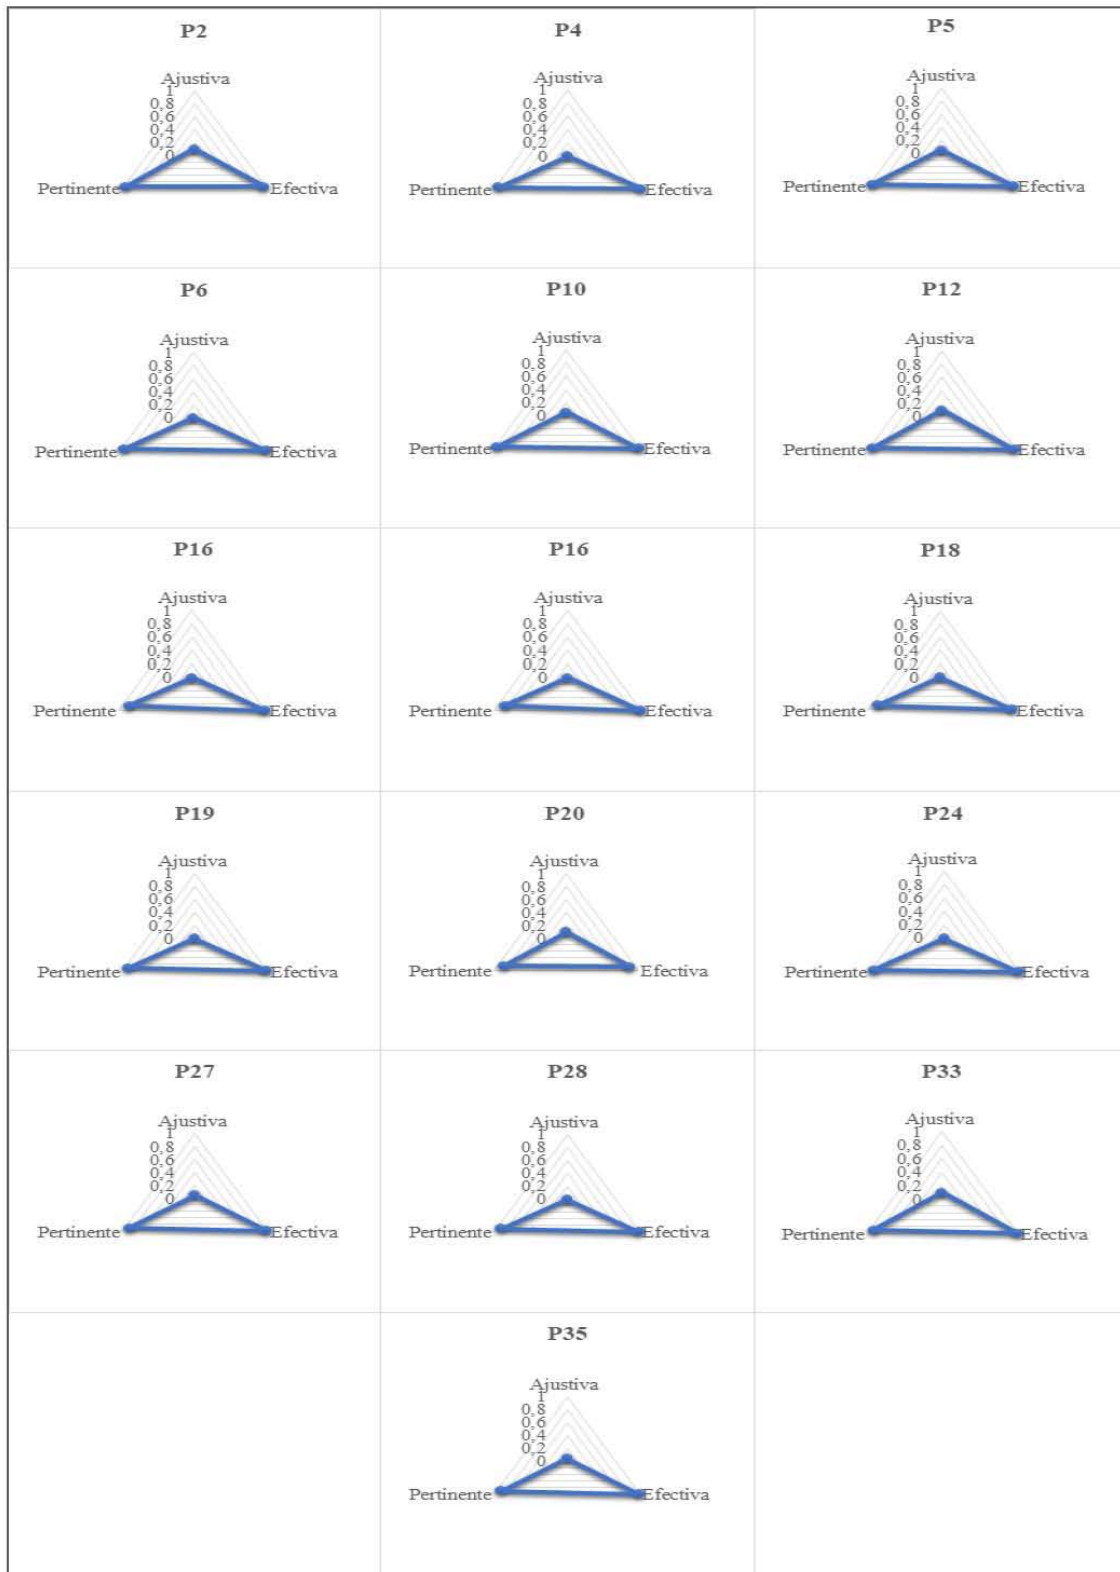 P2
Ajustiva
1
0,8
0,6
0,4
0,2
0
Pertinente
Efectiva
P4
Ajustiva
1
0,8
0,6
0,4
0,2
0
Pertinente
Efectiva
P5
Ajustiva
1
0,8
0,6
0,4
0,2
0
Pertinente
Efectiva
P6
Ajustiva
1
0,8
0,6
0,4
0,2
0
Pertinente
Efectiva
P10
Ajustiva
1
0,8
0,6
0,4
0,2
0
Pertinente
Efectiva
P12
Ajustiva
1
0,8
0,6
0,4
0,2
0
Pertinente
Efectiva
P16
Ajustiva
1
0,8
0,6
0,4
0,2
0
Pertinente
Efectiva
P16
Ajustiva
1
0,8
0,6
0,4
0,2
0
Pertinente
Efectiva
P18
Ajustiva
1
0,8
0,6
0,4
0,2
0
Pertinente
Efectiva
P19
Ajustiva
1
0,8
0,6
0,4
0,2
0
Pertinente
Efectiva
P20
Ajustiva
1
0,8
0,6
0,4
0,2
0
Pertinente
Efectiva
P24
Ajustiva
1
0,8
0,6
0,4
0,2
0
Pertinente
Efectiva
P27
Ajustiva
1
0,8
0,6
0,4
0,2
0
Pertinente
Efectiva
P28
Ajustiva
1
0,8
0,6
0,4
0,2
0
Pertinente
Efectiva
P33
Ajustiva
1
0,8
0,6
0,4
0,2
0
Pertinente
Efectiva
P35
Ajustiva
1
0,8
0,6
0,4
0,2
0
Pertinente
Efectiva